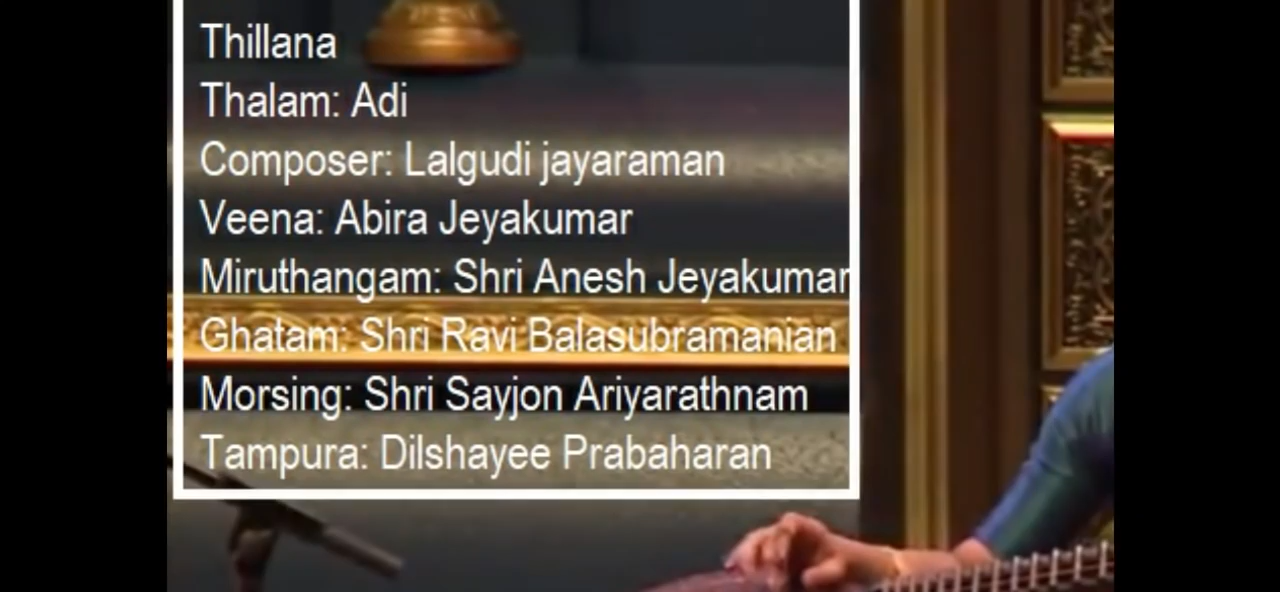 Thillana
Thalam: Adi
Composer: Lalgudi jayaraman
Veena: Abira Jeyakumar
Miruthangam: Shri Anesh Jeyakumar
Ghatam: Shri Ravi Balasubramanian
Morsing: Shri Sayjon Ariyarathnam
Tampura: Dilshayee Prabaharan